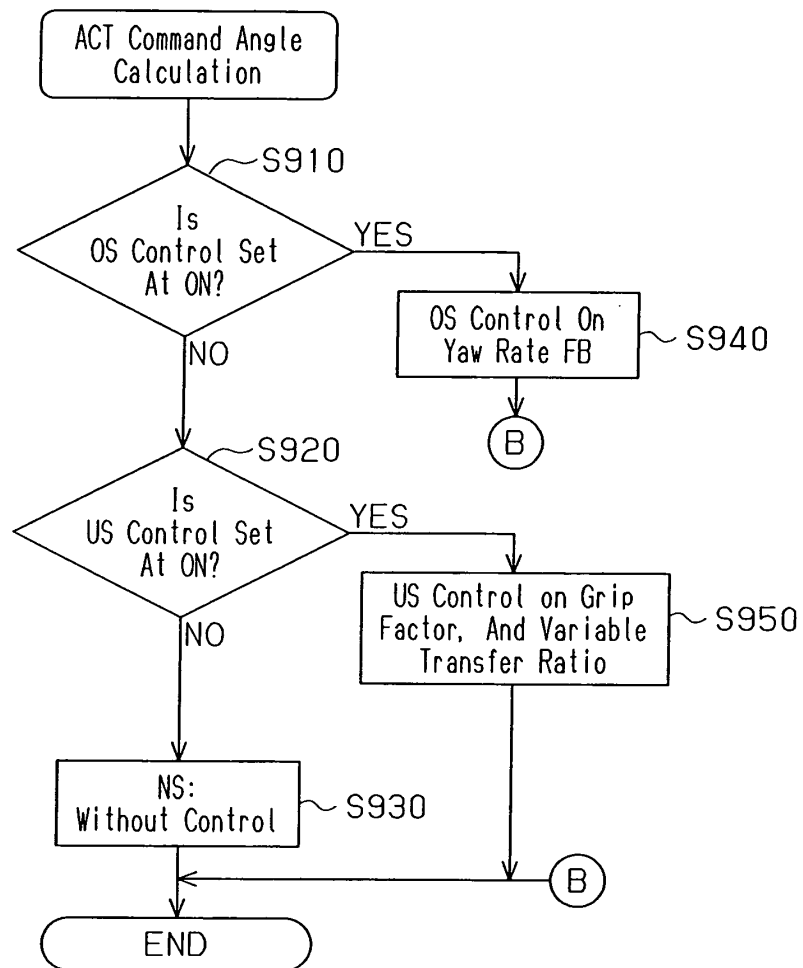 ACT Command Angle
Calculation
S910
Is
OS Control Set
At ON?
YES
NO
OS Control On
Yaw Rate FB
S940
B
S920
Is
US Control Set
At ON?
YES
NO
US Control on Grip
Factor, And Variable
Transfer Ratio
S950
NS:
Without Control
S930
B
END